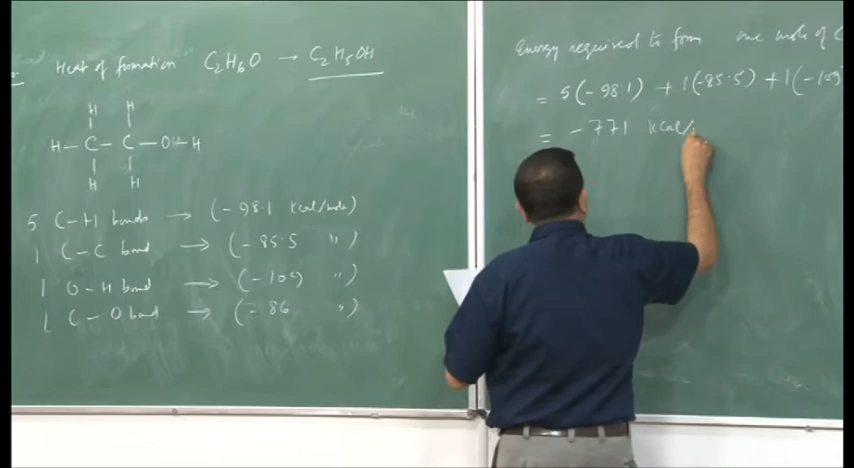 Heat of formation C2H6O → C2H5OH
H H
H — C — C — O — H
H H
5 C-H bonds → (- 98.1 kcal/mole)
1 C-C bond → (- 85.5 " )
1 O-H bond → (- 109 " )
1 C-O bond → (- 86 " )
Energy required to form one mole of C
= 5(-98.1) + 1(-85.5) + 1(-109
= -771 kcal/